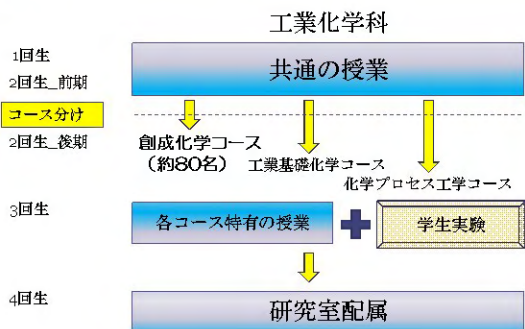 工業化学科
1回生
共通の授業
2回生_前期
コース分け
2回生_後期
創成化学コース
(約80名)
工業基礎化学コース
化学プロセス工学コース
3回生
各コース特有の授業
学生実験
4回生
研究室配属